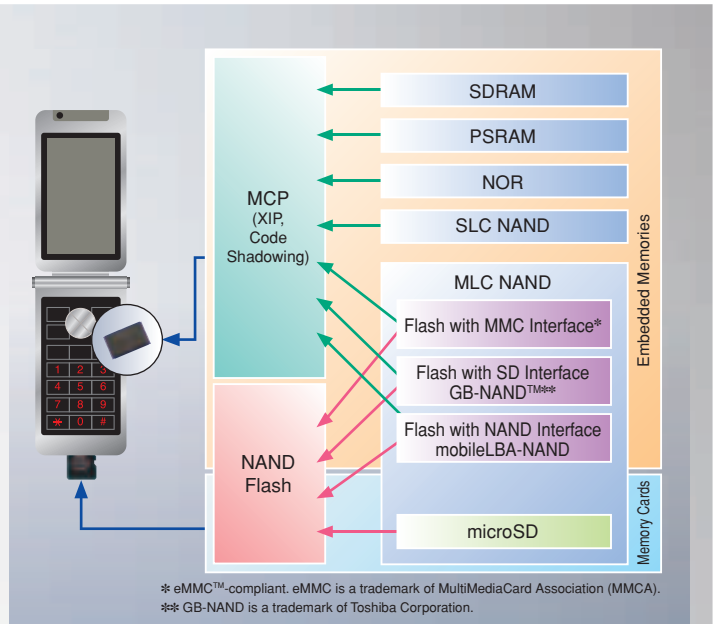 SDRAM
PSRAM
NOR
SLC NAND
MCP
(XIP,
Code
Shadowing)
MLC NAND
Flash with MMC Interface*
Flash with SD Interface
GB-NAND™**
Flash with NAND Interface
mobileLBA-NAND
NAND
Flash
microSD
Embedded Memories
Memory Cards
1 2 3
4 5 6
7 8 9
* 0 #
* eMMC™-compliant. eMMC is a trademark of MultiMediaCard Association (MMCA).
** GB-NAND is a trademark of Toshiba Corporation.